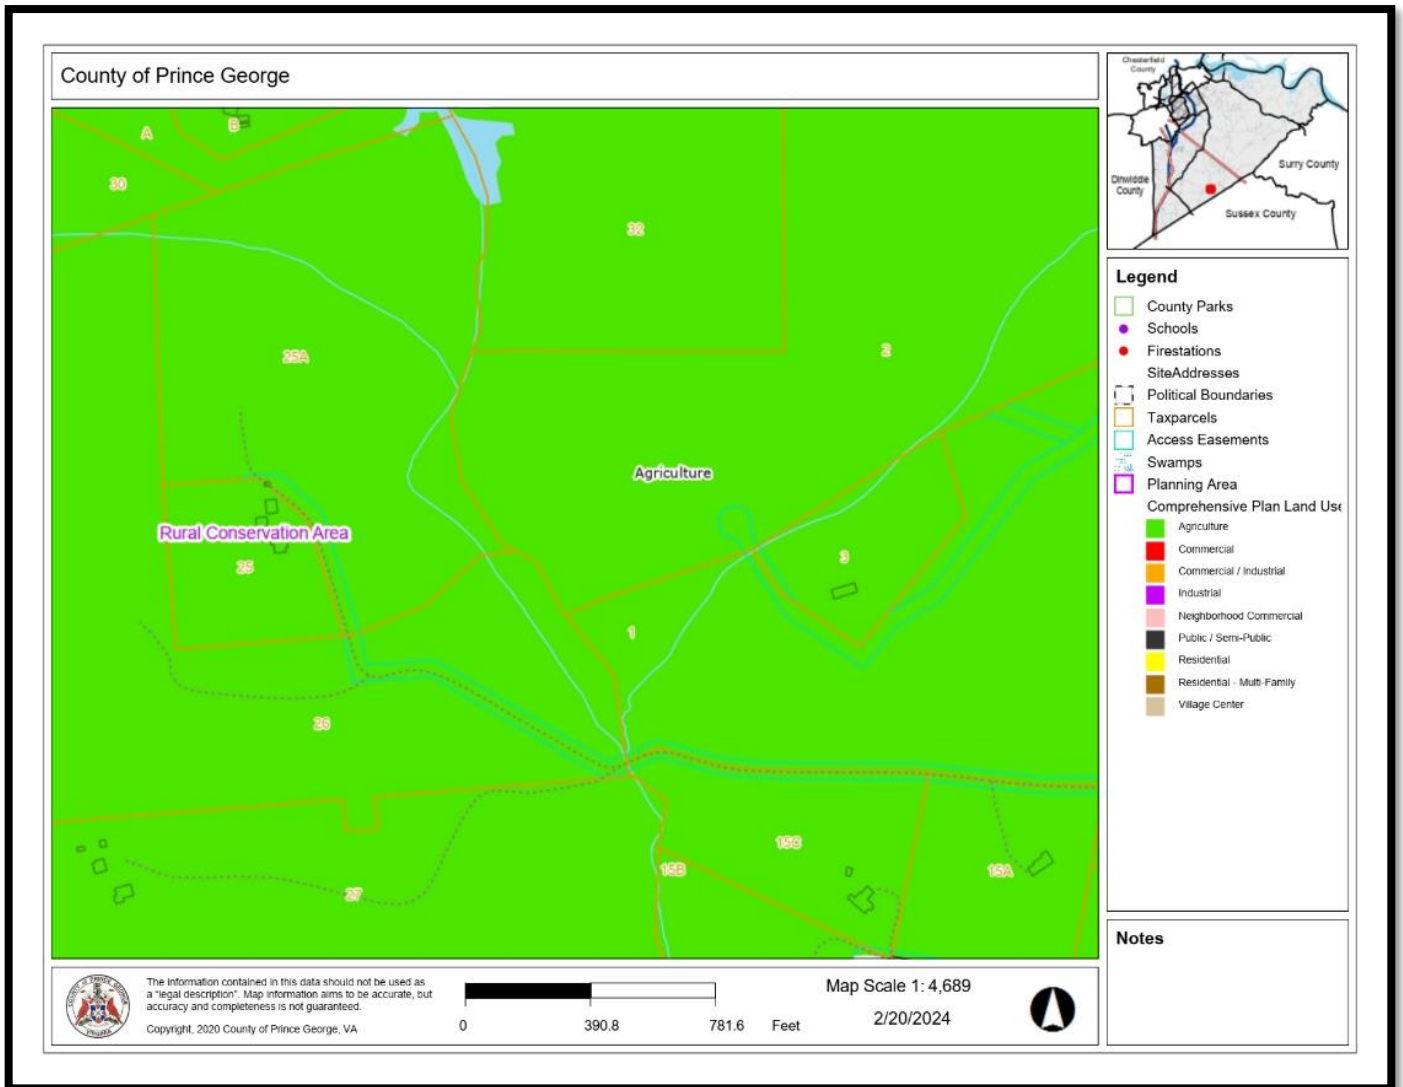 County of Prince George
A
B
30
32
25A
2
Agriculture
Rural Conservation Area
25
3
1
26
15C
15B
15A
27
Chesterfield
County
Surry County
Dinwiddie
County
Sussex County
Legend
County Parks
Schools
Firestations
SiteAddresses
Political Boundaries
Taxparcels
Access Easements
Swamps
Planning Area
Comprehensive Plan Land Use
Agriculture
Commercial
Commercial / Industrial
Industrial
Neighborhood Commercial
Public / Semi-Public
Residential
Residential - Multi-Family
Village Center
Notes
The information contained in this data should not be used as
a "legal description". Map information aims to be accurate, but
accuracy and completeness is not guaranteed.
Copyright, 2020 County of Prince George, VA
0
390.8
781.6
Feet
Map Scale 1: 4,689
2/20/2024